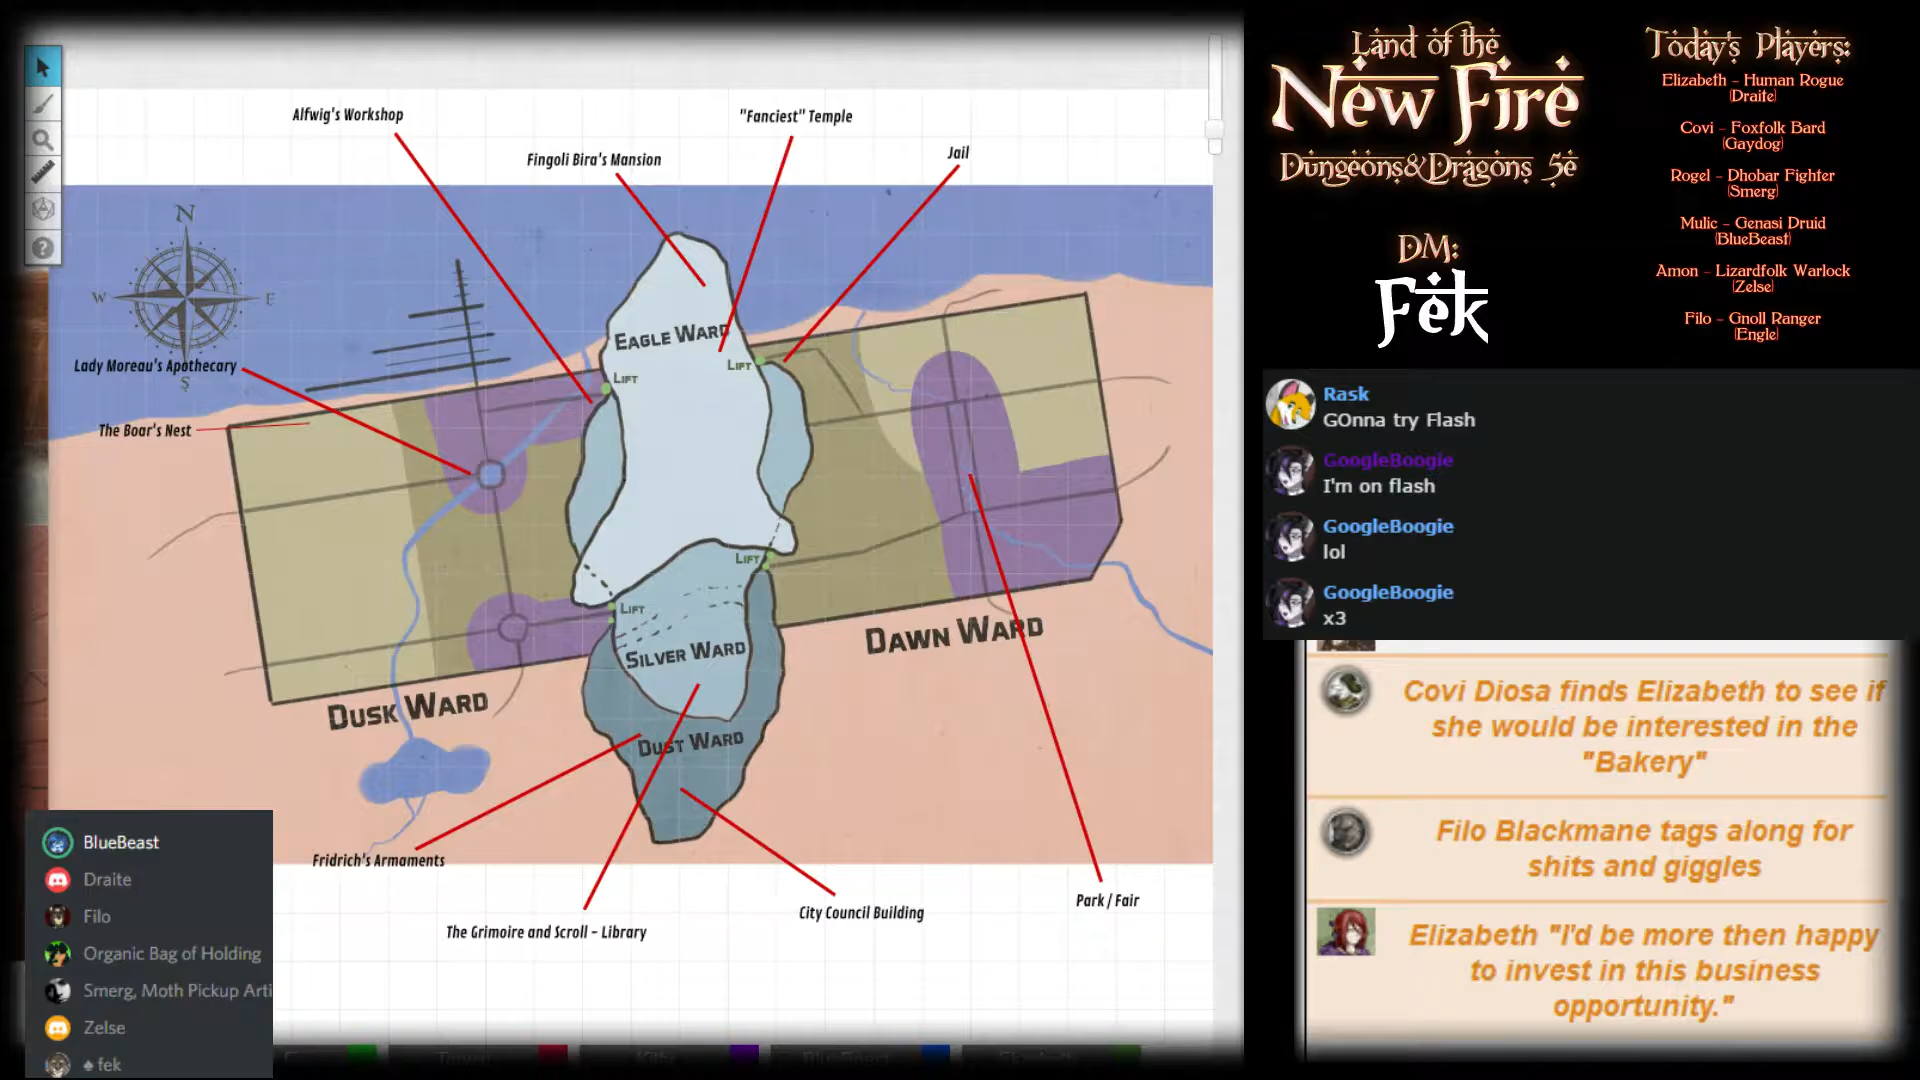 Alfwig's Workshop
"Fanciest" Temple
Fingoli Bira's Mansion
Jail
N
W
E
S
EAGLE WARD
LIFT
LIFT
Lady Moreau's Apothecary
The Boar's Nest
LIFT
LIFT
SILVER WARD
DAWN WARD
DUSK WARD
DUST WARD
Fridrich's Armaments
The Grimoire and Scroll - Library
City Council Building
Park / Fair
BlueBeast
Draite
Filo
Organic Bag of Holding
Smerg, Moth Pickup Arti
Zelse
fek
Land of the
New Fire
Dungeons&Dragons 5e
DM:
Fek
Today's Players:
Elizabeth - Human Rogue
(Draite)
Covi - Foxfolk Bard
(Gaydog)
Rogel - Dhobar Fighter
(Smerg)
Mulic - Genasi Druid
(BlueBeast)
Amon - Lizardfolk Warlock
(Zelse)
Filo - Gnoll Ranger
(Engle)
Rask
GOnna try Flash
GoogleBoogie
I'm on flash
GoogleBoogie
lol
GoogleBoogie
x3
Covi Diosa finds Elizabeth to see if
she would be interested in the
"Bakery"
Filo Blackmane tags along for
shits and giggles
Elizabeth "I'd be more then happy
to invest in this business
opportunity."